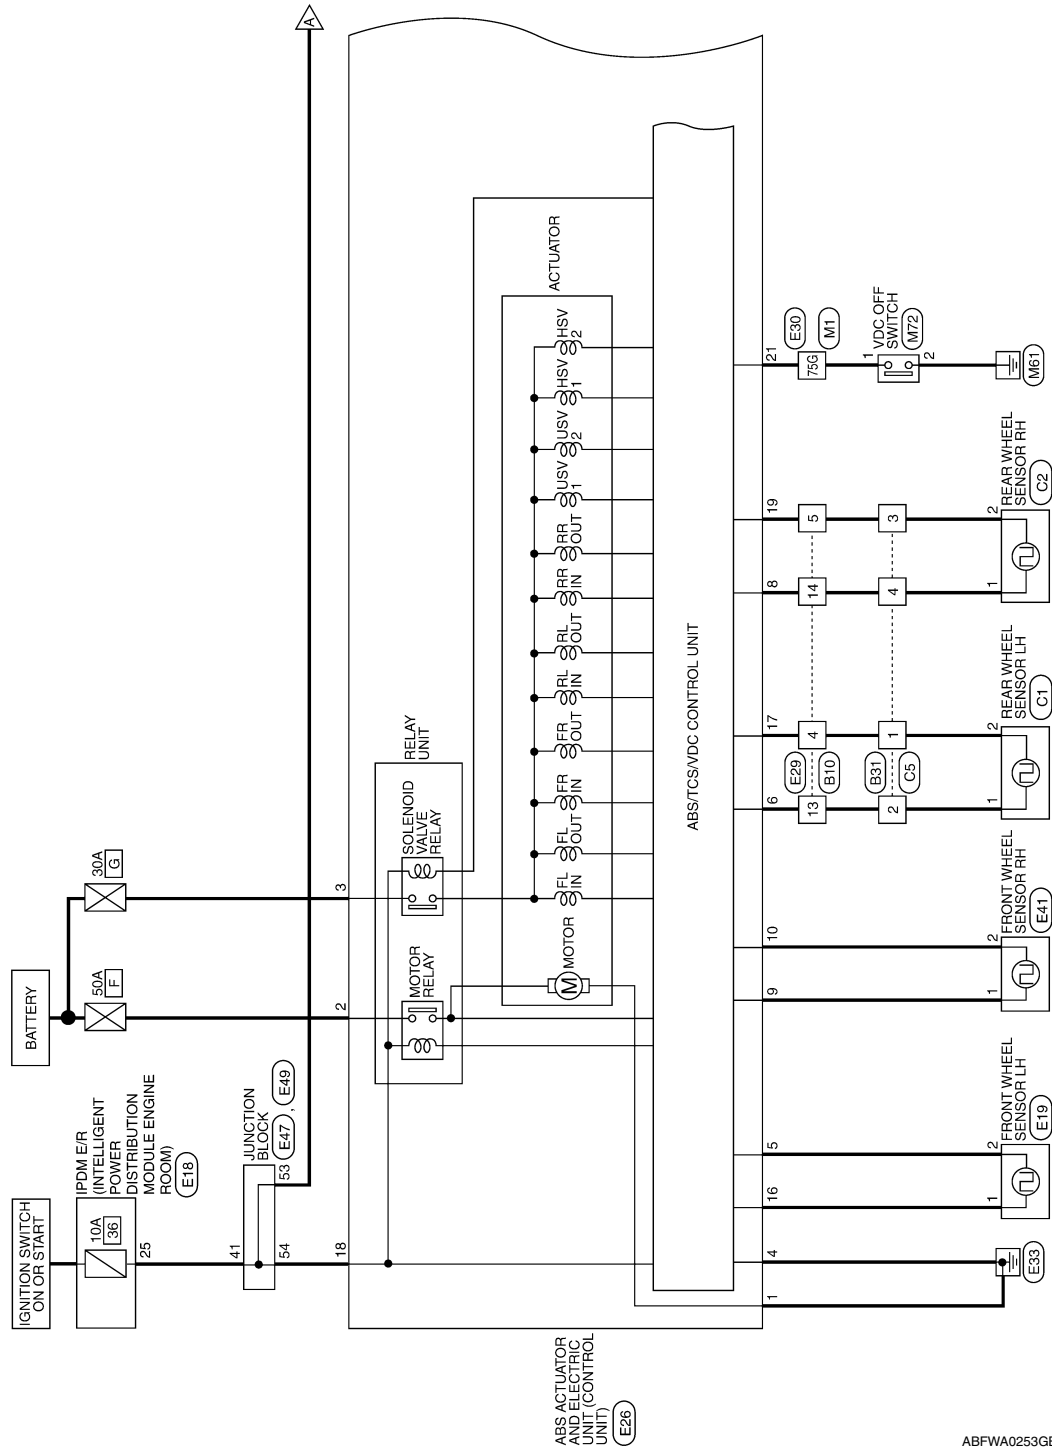 A
BATTERY
50A
F
30A
G
IGNITION SWITCH
ON OR START
IPDM E/R
(INTELLIGENT
POWER
DISTRIBUTION
MODULE ENGINE
ROOM)
E18
10A
36
25
JUNCTION
BLOCK
E47, E49
41
53
54
18
2
3
RELAY
UNIT
MOTOR
RELAY
SOLENOID
VALVE
RELAY
ACTUATOR
MOTOR
M
FL
IN
FL
OUT
FR
IN
FR
OUT
RL
IN
RL
OUT
RR
IN
RR
OUT
USV
1
USV
2
HSV
1
HSV
2
ABS/TCS/VDC CONTROL UNIT
ABS ACTUATOR
AND ELECTRIC
UNIT (CONTROL
UNIT)
E26
1
4
16
5
9
10
6
17
8
19
21
E33
1
2
FRONT WHEEL
SENSOR LH
E19
1
2
FRONT WHEEL
SENSOR RH
E41
13
E29
B10
4
14
5
2
B31
C5
1
4
3
1
2
REAR WHEEL
SENSOR LH
C1
1
2
REAR WHEEL
SENSOR RH
C2
75G
E30
M1
1
VDC OFF
SWITCH
M72
2
M61